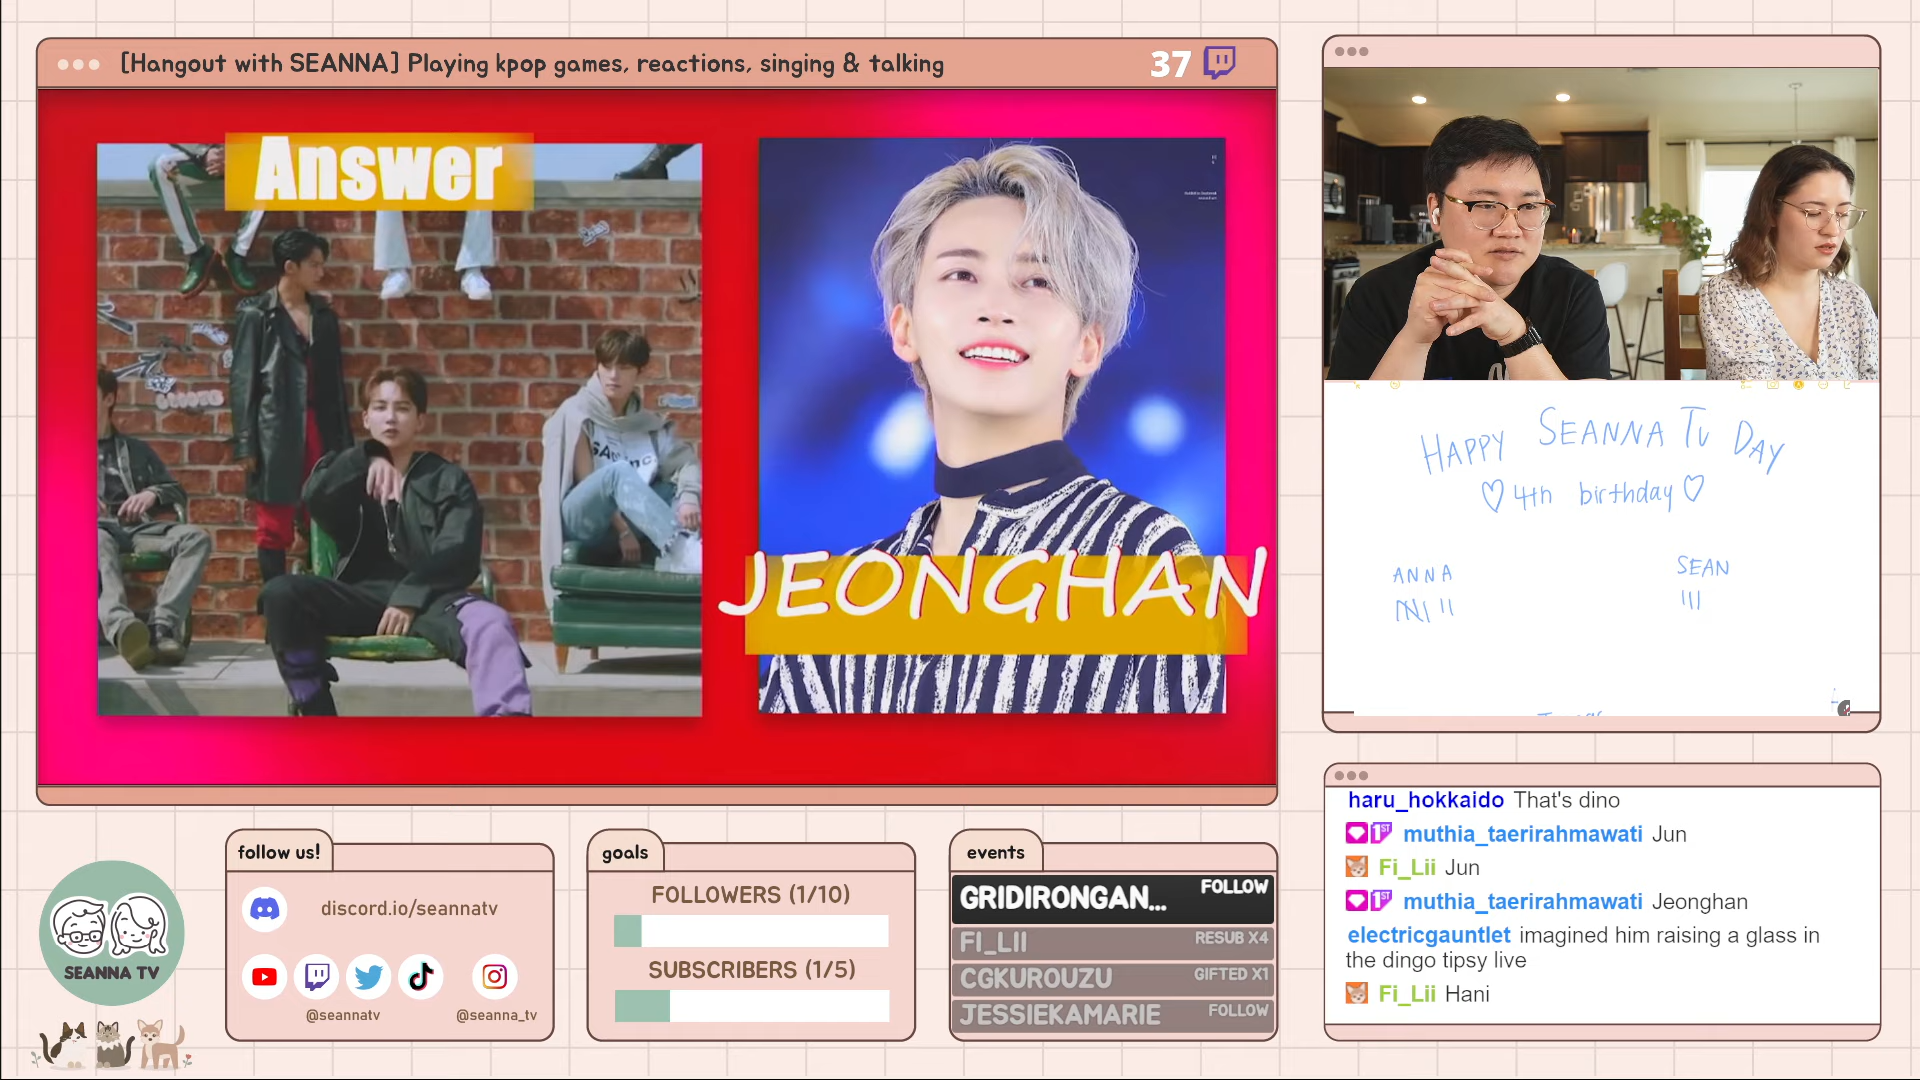 [Hangout with SEANNA] Playing kpop games, reactions, singing & talking
37
Answer
JEONGHAN
HAPPY SEANNA TV DAY
♡ 4th birthday ♡
ANNA
SEAN
haru_hokkaido That's dino
1ST muthia_taerirahmawati Jun
Fi_Lii Jun
1ST muthia_taerirahmawati Jeonghan
electricgauntlet imagined him raising a glass in
the dingo tipsy live
Fi_Lii Hani
SEANNA TV
follow us!
discord.io/seannatv
@seannatv
@seanna_tv
goals
FOLLOWERS (1/10)
SUBSCRIBERS (1/5)
events
GRIDIRONGAN... FOLLOW
FI_LII RESUB X4
CGKUROUZU GIFTED X1
JESSIEKAMARIE FOLLOW